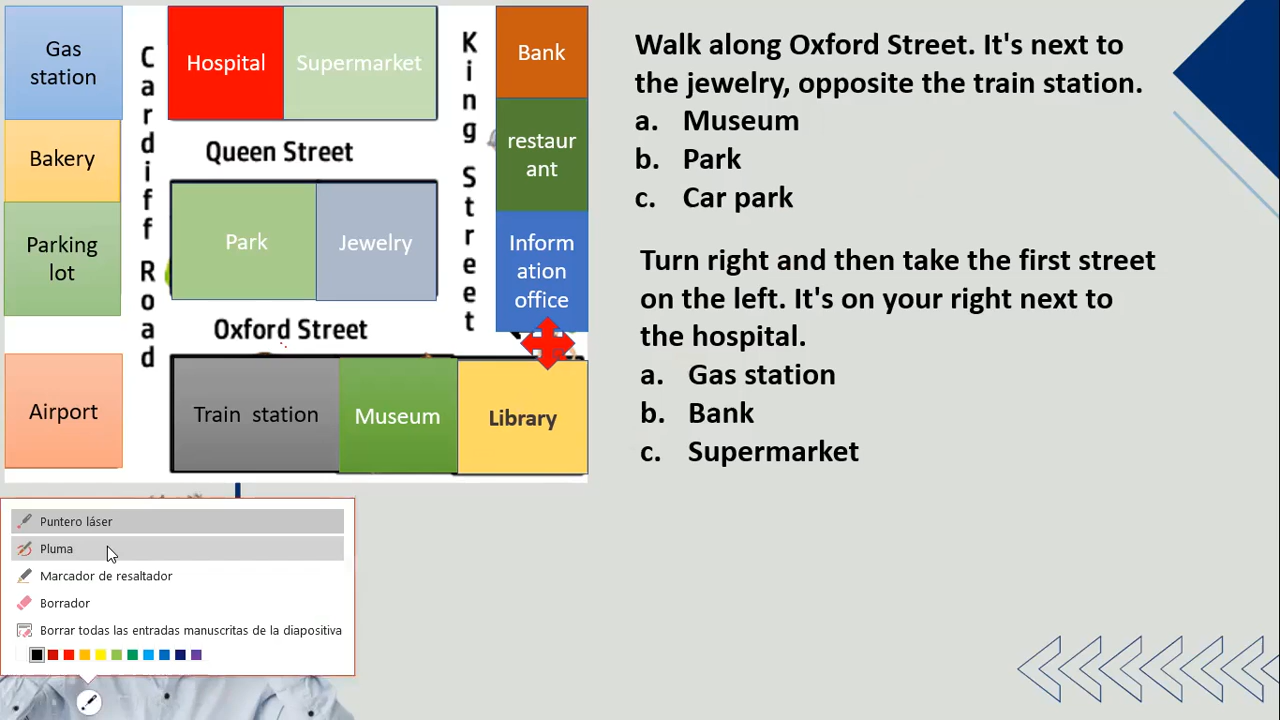 Gas
station
Bakery
Parking
lot
Airport
Cardiff Road
Hospital
Supermarket
Queen Street
Park
Jewelry
Oxford Street
Train station
Museum
Library
King Street
Bank
restaur
ant
Inform
ation
office
Walk along Oxford Street. It's next to
the jewelry, opposite the train station.
a. Museum
b. Park
c. Car park
Turn right and then take the first street
on the left. It's on your right next to
the hospital.
a. Gas station
b. Bank
c. Supermarket
Puntero láser
Pluma
Marcador de resaltador
Borrador
Borrar todas las entradas manuscritas de la diapositiva